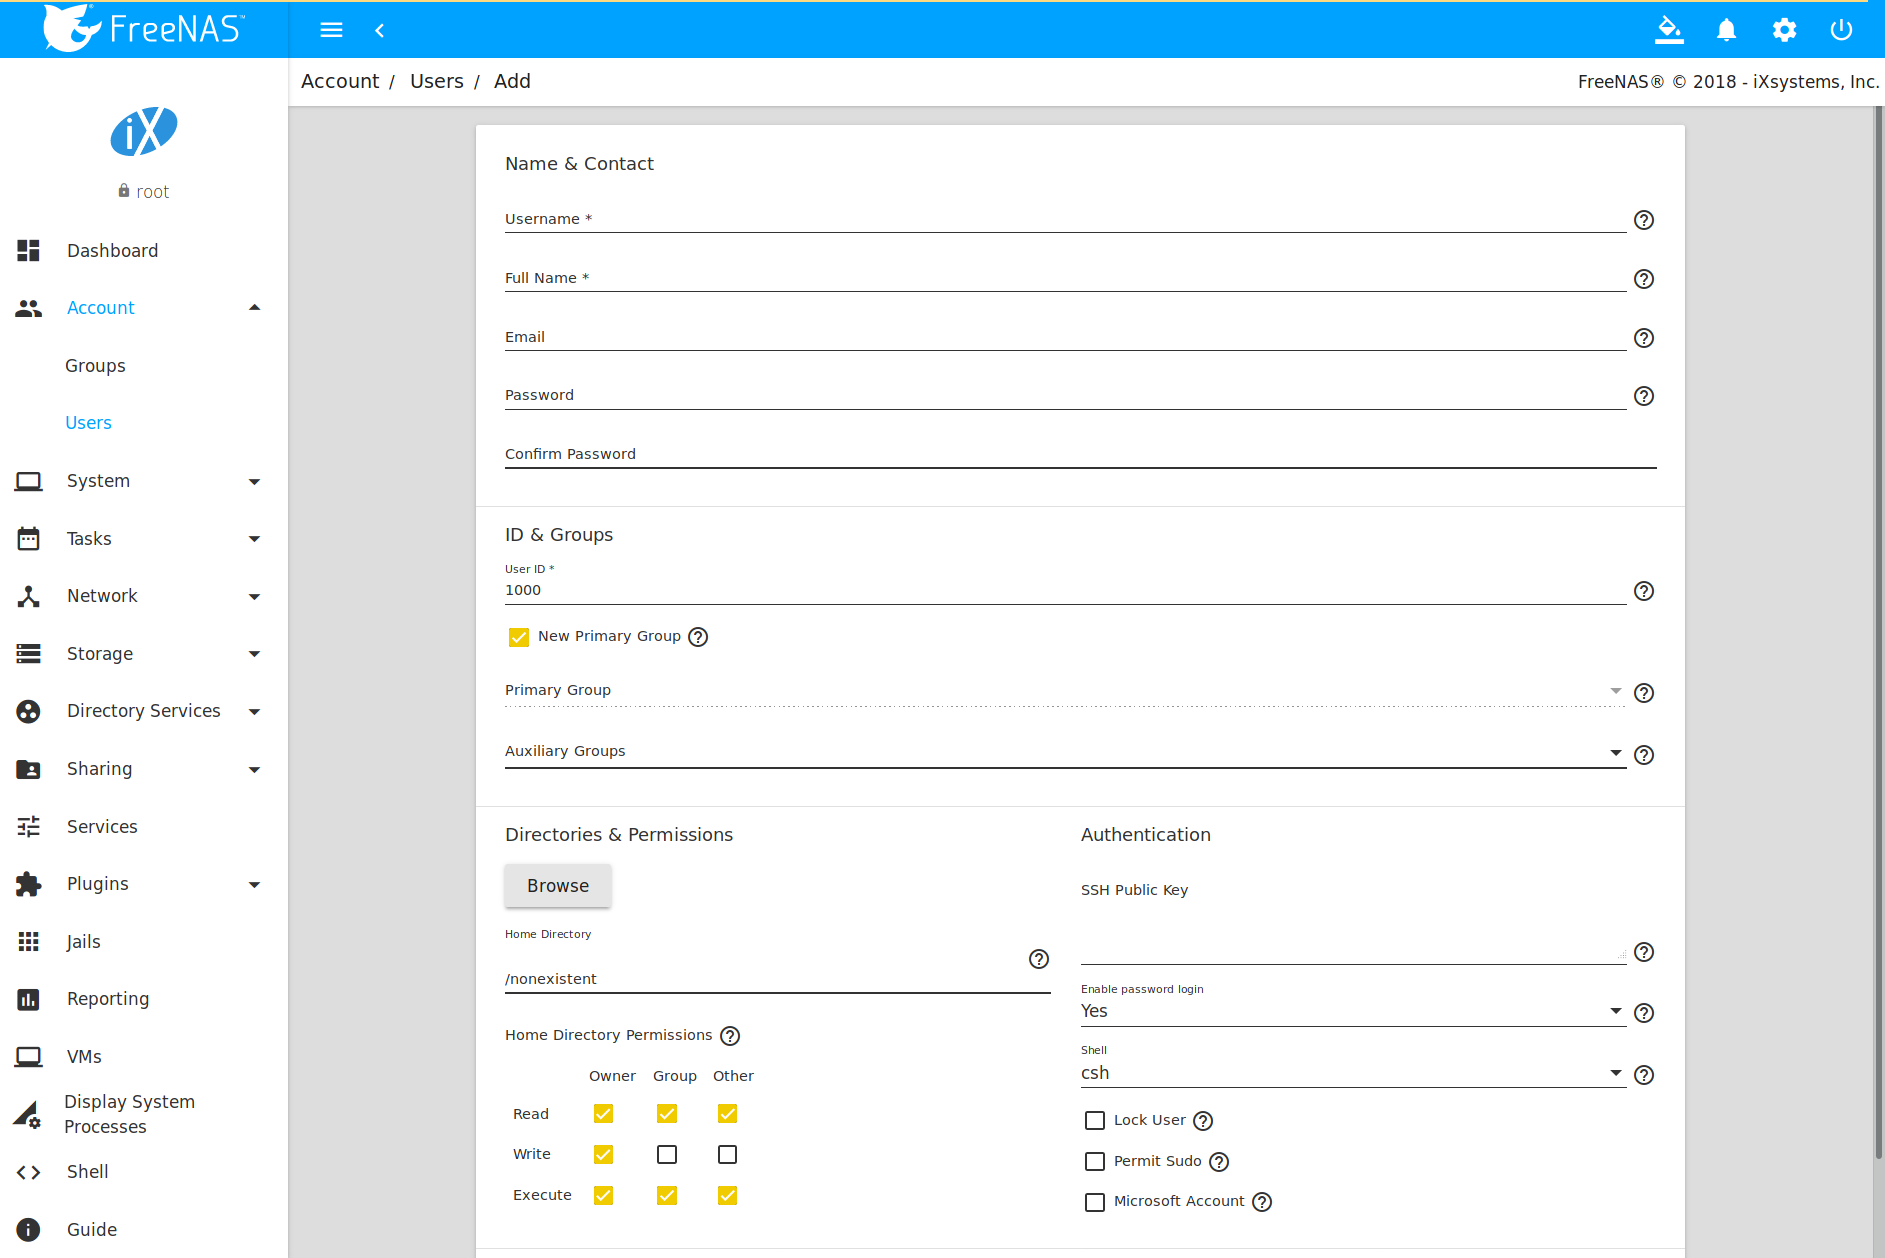 FreeNAS™
Account / Users / Add
FreeNAS® © 2018 - iXsystems, Inc.
iX
root
Dashboard
Account
Groups
Users
System
Tasks
Network
Storage
Directory Services
Sharing
Services
Plugins
Jails
Reporting
VMs
Display System
Processes
Shell
Guide
Name & Contact
Username *
Full Name *
Email
Password
Confirm Password
ID & Groups
User ID *
1000
New Primary Group
Primary Group
Auxiliary Groups
Directories & Permissions
Browse
Home Directory
/nonexistent
Home Directory Permissions
Owner Group Other
Read
Write
Execute
Authentication
SSH Public Key
Enable password login
Yes
Shell
csh
Lock User
Permit Sudo
Microsoft Account